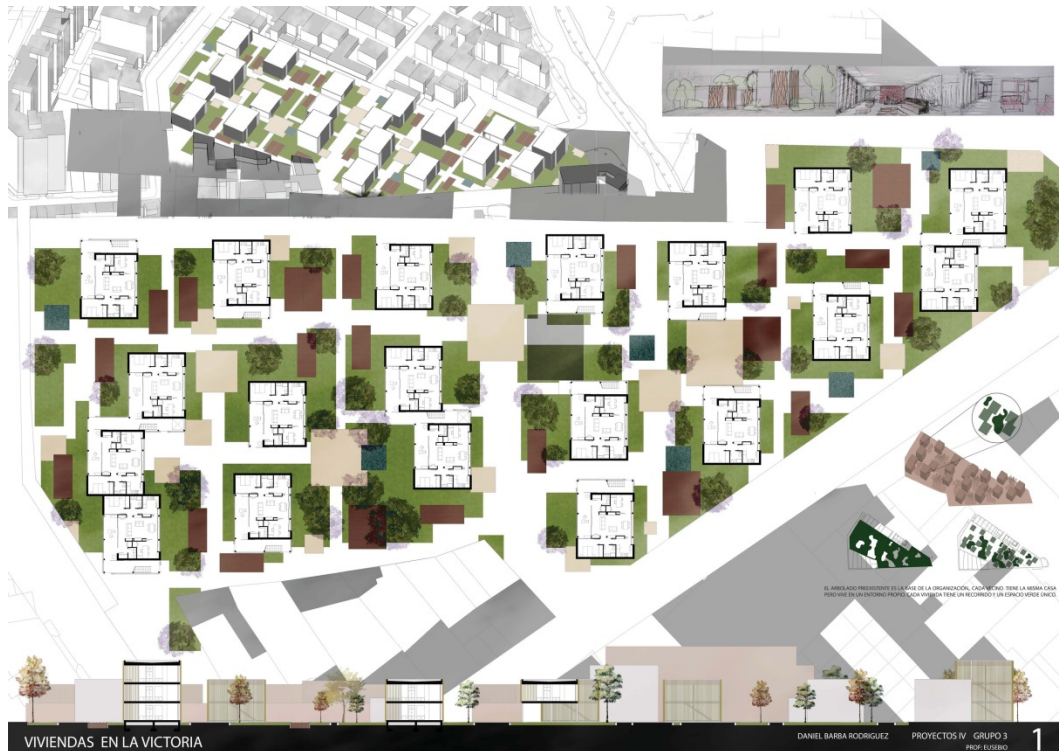 EL ARBOLADO PREEXISTENTE ES LA BASE DE LA ORGANIZACIÓN, CADA VECINO TIENE LA MISMA CASA
PERO VIVE EN UN ENTORNO PROPIO, CADA VIVIENDA TIENE UN RECORRIDO Y UN ESPACIO VERDE ÚNICO.
VIVIENDAS EN LA VICTORIA
DANIEL BARBA RODRIGUEZ PROYECTOS IV GRUPO 3 1
PROF: EUSEBIO